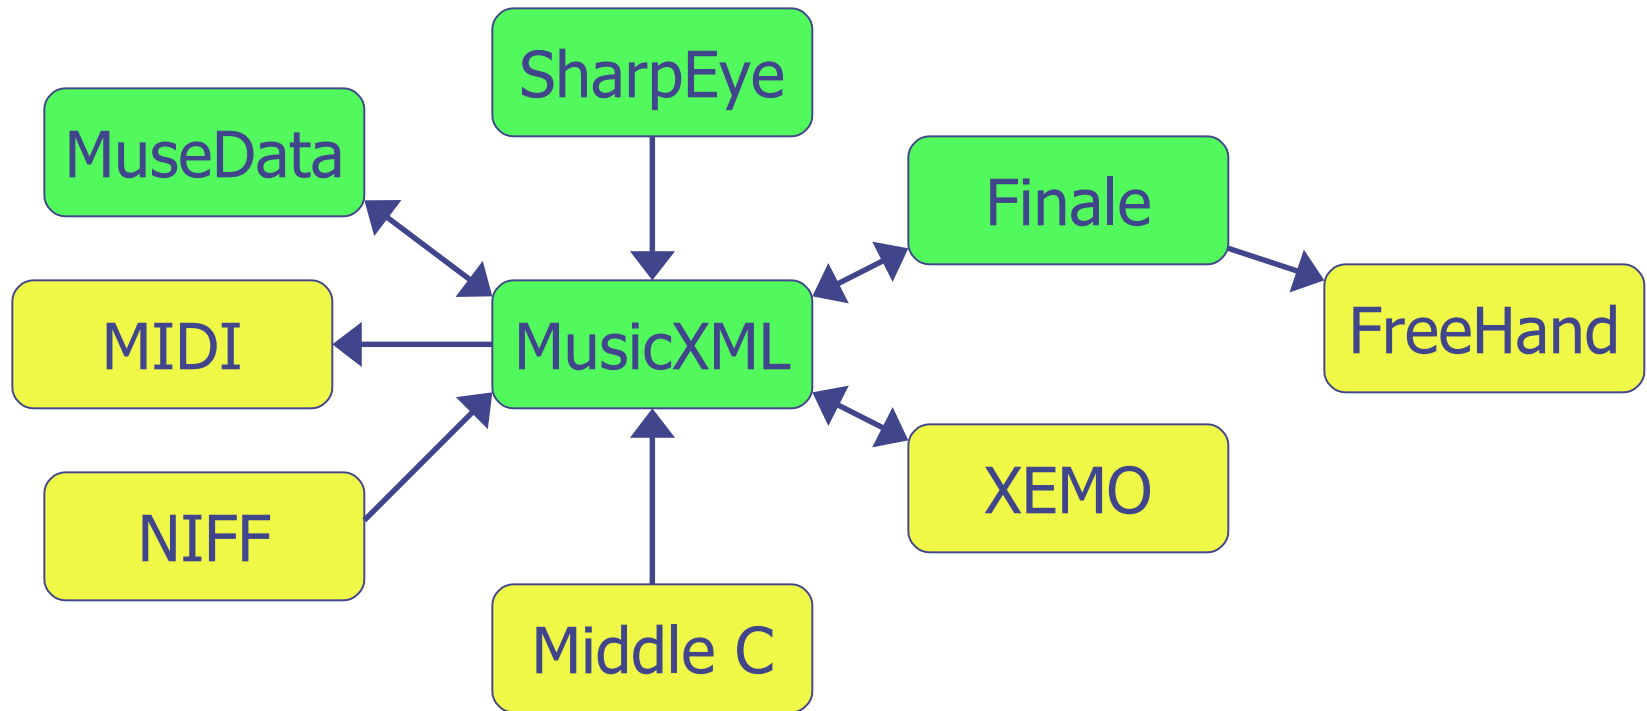 SharpEye
MuseData
Finale
MIDI
MusicXML
FreeHand
NIFF
XEMO
Middle C